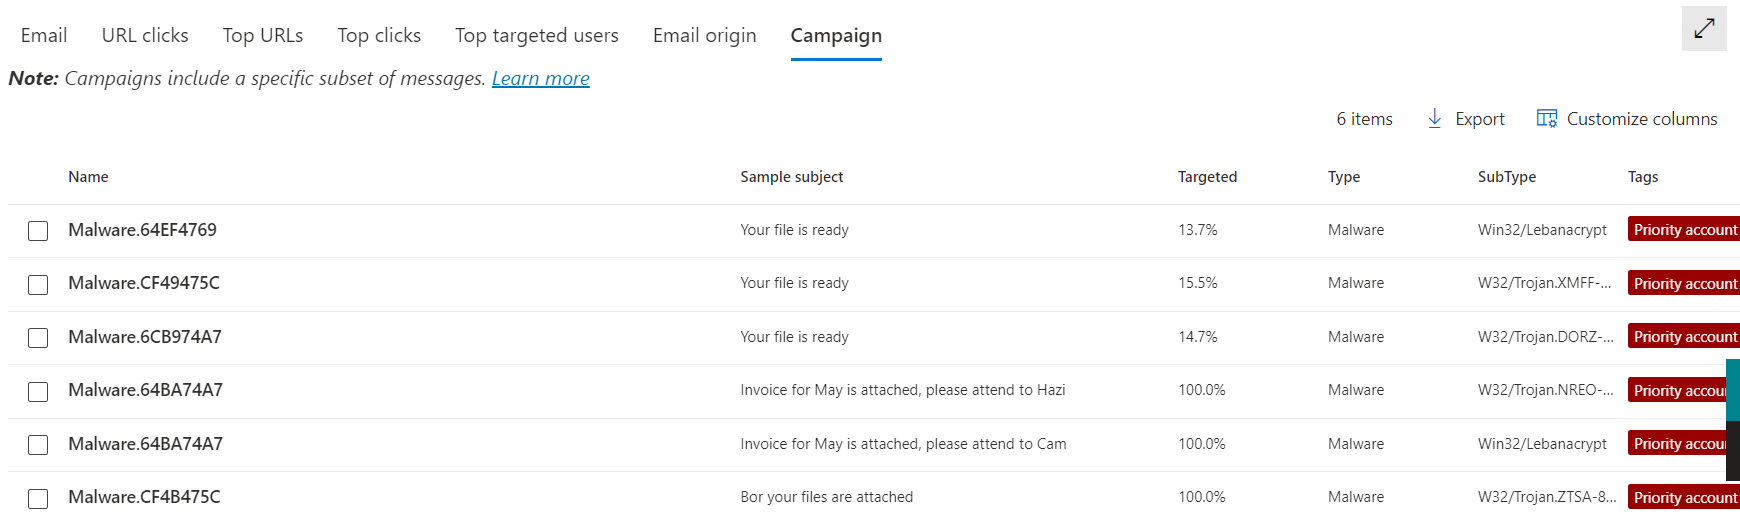 Email URL clicks Top URLs Top clicks Top targeted users Email origin Campaign
Note: Campaigns include a specific subset of messages. Learn more
6 items Export Customize columns
Name Sample subject Targeted Type SubType Tags
Malware.64EF4769 Your file is ready 13.7% Malware Win32/Lebanacrypt Priority account
Malware.CF49475C Your file is ready 15.5% Malware W32/Trojan.XMFF-... Priority account
Malware.6CB974A7 Your file is ready 14.7% Malware W32/Trojan.DORZ-... Priority account
Malware.64BA74A7 Invoice for May is attached, please attend to Hazi 100.0% Malware W32/Trojan.NREO-... Priority accou
Malware.64BA74A7 Invoice for May is attached, please attend to Cam 100.0% Malware Win32/Lebanacrypt Priority accou
Malware.CF4B475C Bor your files are attached 100.0% Malware W32/Trojan.ZTSA-8... Priority account